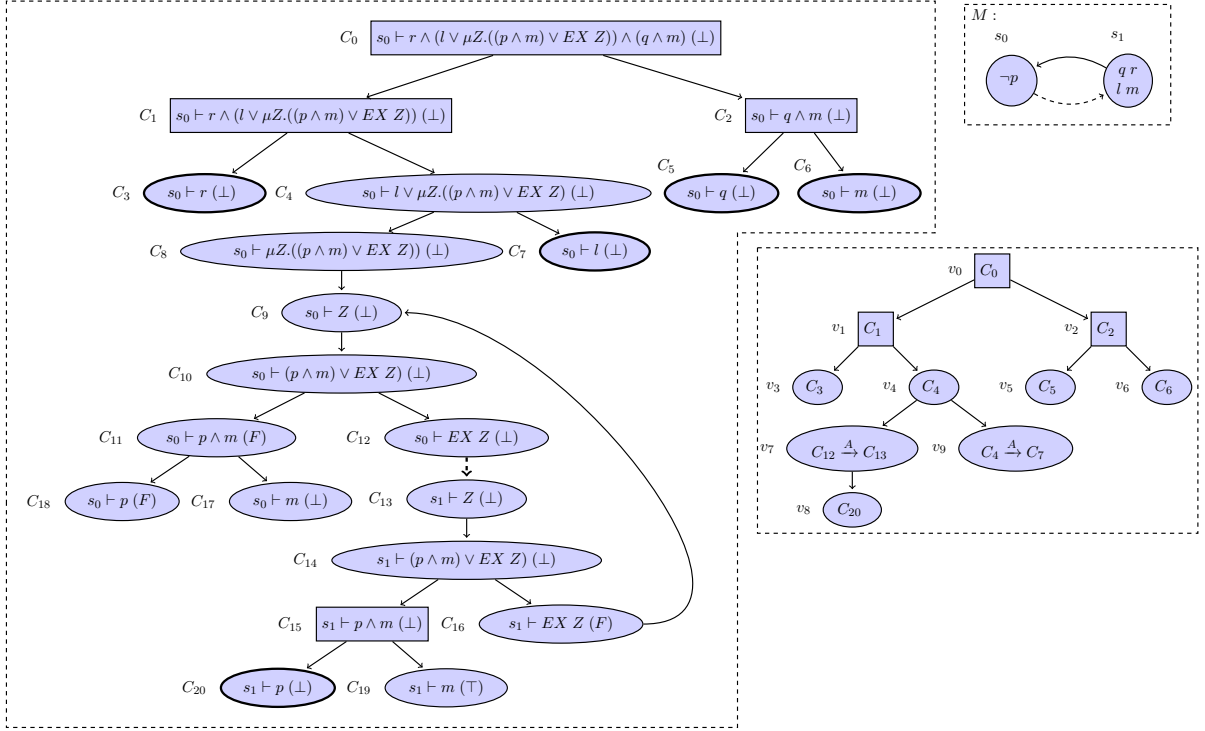 C0 s0 ⊢ r ∧ (l ∨ μZ.((p ∧ m) ∨ EX Z)) ∧ (q ∧ m) (⊥)
M :
s0 s1
¬p
q r
l m
C1 s0 ⊢ r ∧ (l ∨ μZ.((p ∧ m) ∨ EX Z)) (⊥)
C2 s0 ⊢ q ∧ m (⊥)
C3 s0 ⊢ r (⊥)
C4 s0 ⊢ l ∨ μZ.((p ∧ m) ∨ EX Z) (⊥)
C5 s0 ⊢ q (⊥)
C6 s0 ⊢ m (⊥)
C8 s0 ⊢ μZ.((p ∧ m) ∨ EX Z)) (⊥)
C7 s0 ⊢ l (⊥)
C9 s0 ⊢ Z (⊥)
C10 s0 ⊢ (p ∧ m) ∨ EX Z) (⊥)
C11 s0 ⊢ p ∧ m (F)
C12 s0 ⊢ EX Z (⊥)
C18 s0 ⊢ p (F)
C17 s0 ⊢ m (⊥)
C13 s1 ⊢ Z (⊥)
C14 s1 ⊢ (p ∧ m) ∨ EX Z) (⊥)
C15 s1 ⊢ p ∧ m (⊥)
C16 s1 ⊢ EX Z (F)
C20 s1 ⊢ p (⊥)
C19 s1 ⊢ m (⊤)
v0 C0
v1 C1
v2 C2
v3 C3
v4 C4
v5 C5
v6 C6
v7 C12 A→ C13
v9 C4 A→ C7
v8 C20